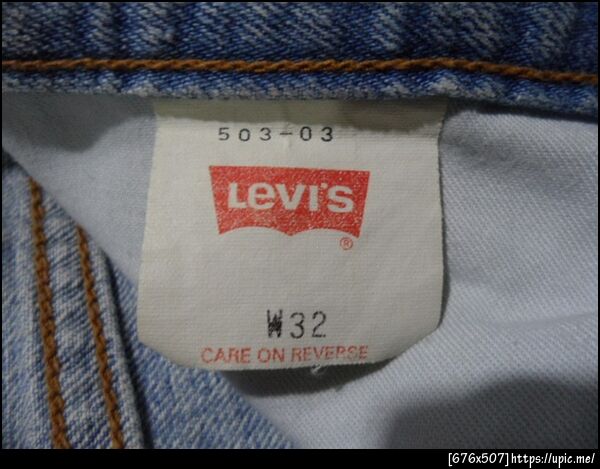 503-03
Levi's
®
W32
CARE ON REVERSE
[676x507]https://upic.me/